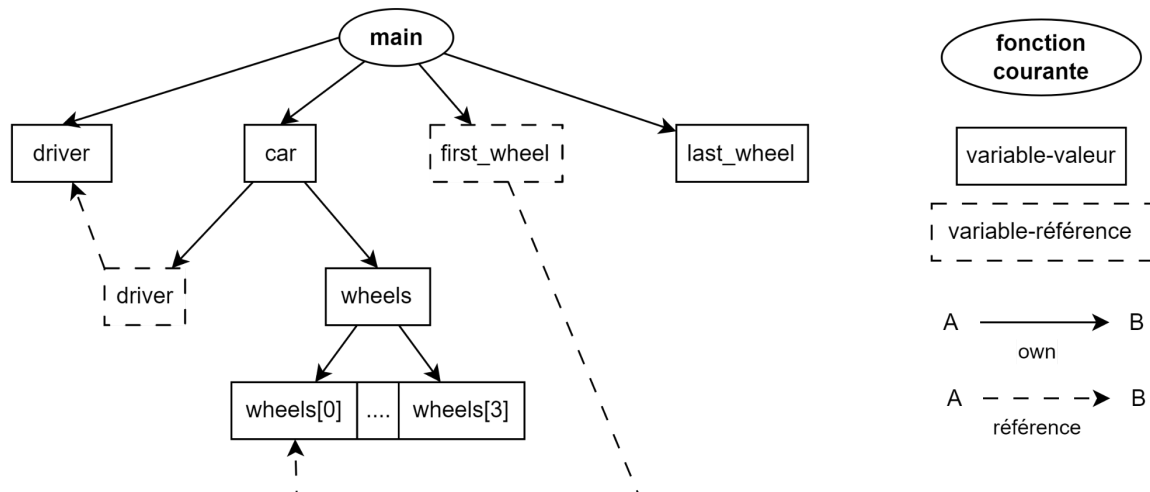 main
driver
car
first_wheel
last_wheel
driver
wheels
wheels[0]
....
wheels[3]
fonction
courante
variable-valeur
variable-référence
A
B
own
A
B
référence